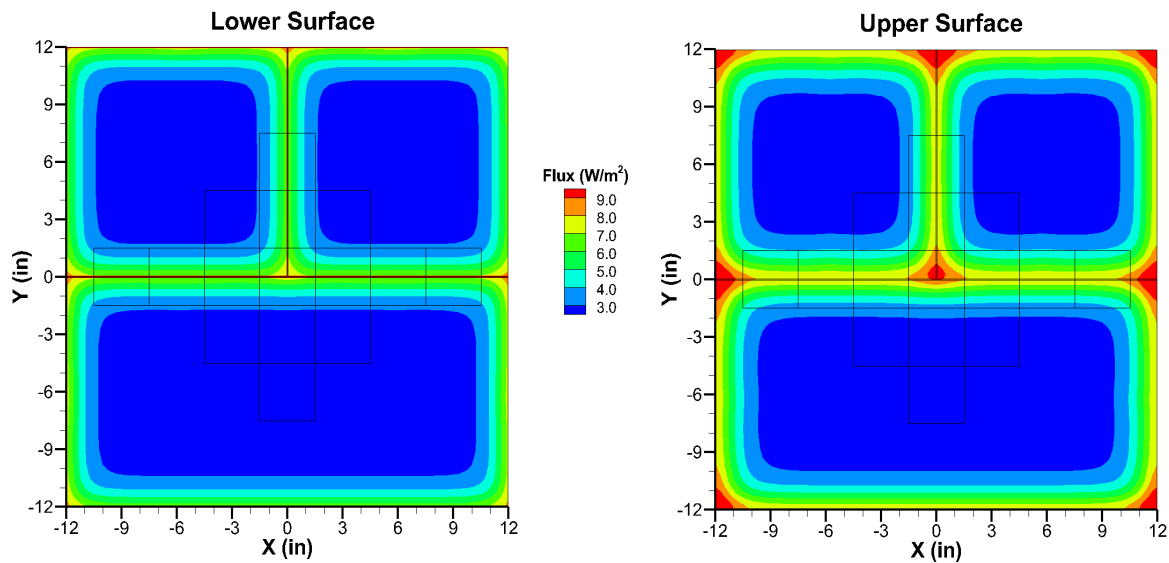 Lower Surface
12
9
6
3
0
-3
-6
-9
-12
Y (in)
-12 -9 -6 -3 0 3 6 9 12
X (in)
Flux (W/m²)
9.0
8.0
7.0
6.0
5.0
4.0
3.0
Upper Surface
12
9
6
3
0
-3
-6
-9
-12
Y (in)
-12 -9 -6 -3 0 3 6 9 12
X (in)